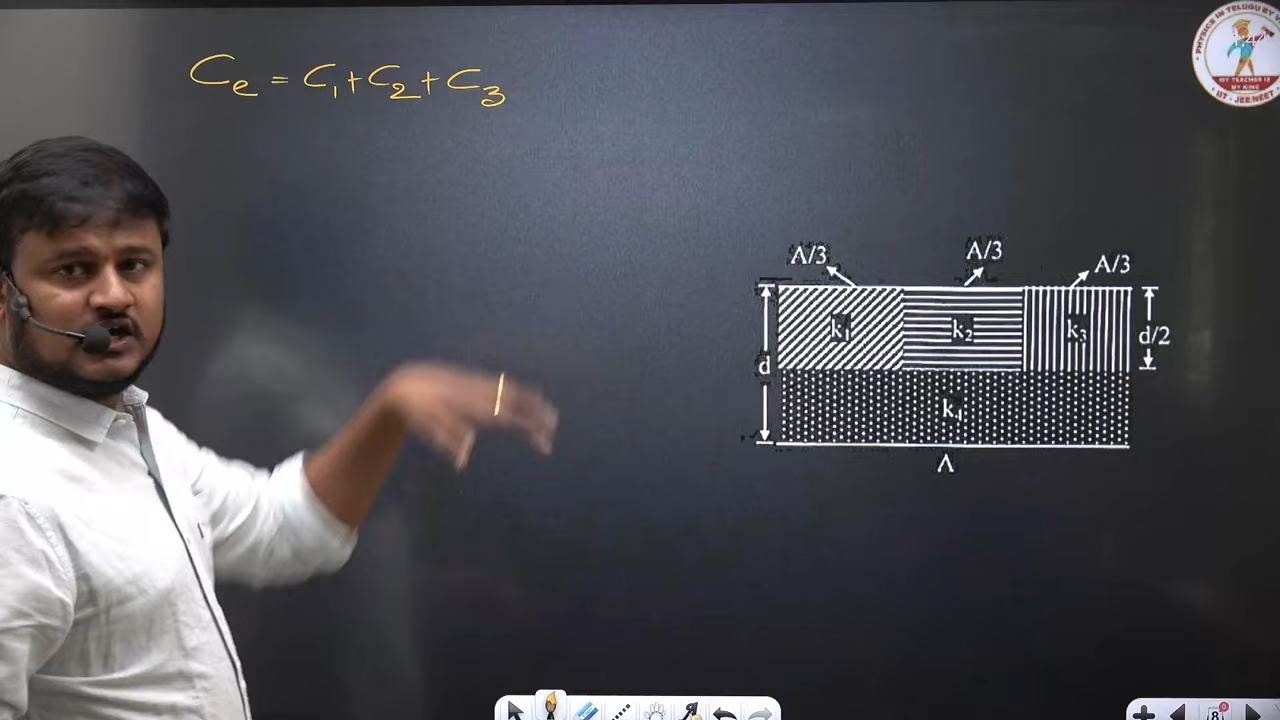 Cₑ = C₁ + C₂ + C₃
A/3 A/3 A/3
k₁ k₂ k₃ d/2
d
k₄
A
MY TEACHER IS
MY KING
IIT - JEE/NEET